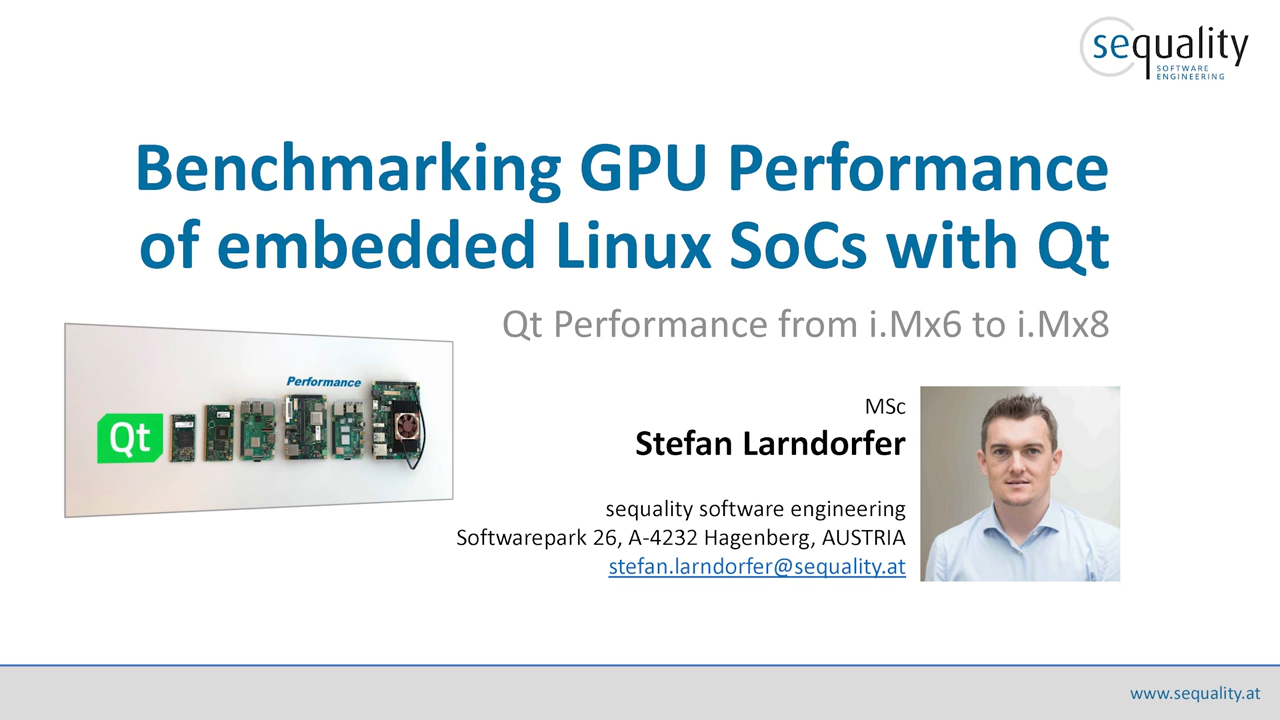 sequality
SOFTWARE
ENGINEERING
Benchmarking GPU Performance
of embedded Linux SoCs with Qt
Qt Performance from i.Mx6 to i.Mx8
Performance
Qt
MSc
Stefan Larndorfer
sequality software engineering
Softwarepark 26, A-4232 Hagenberg, AUSTRIA
stefan.larndorfer@sequality.at
www.sequality.at